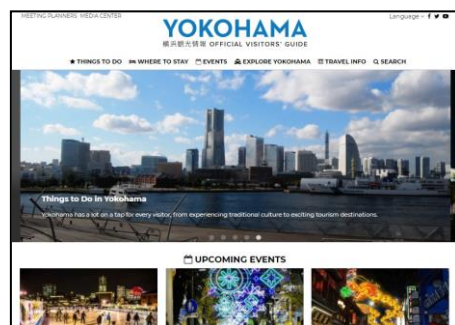 MEETING PLANNERS MEDIA CENTER
Language
YOKOHAMA
横浜観光情報 OFFICIAL VISITORS' GUIDE
THINGS TO DO WHERE TO STAY EVENTS EXPLORE YOKOHAMA TRAVEL INFO SEARCH
Things to Do in Yokohama
Yokohama has a lot on a tap for every visitor, from experiencing traditional culture to exciting tourism destinations.
UPCOMING EVENTS